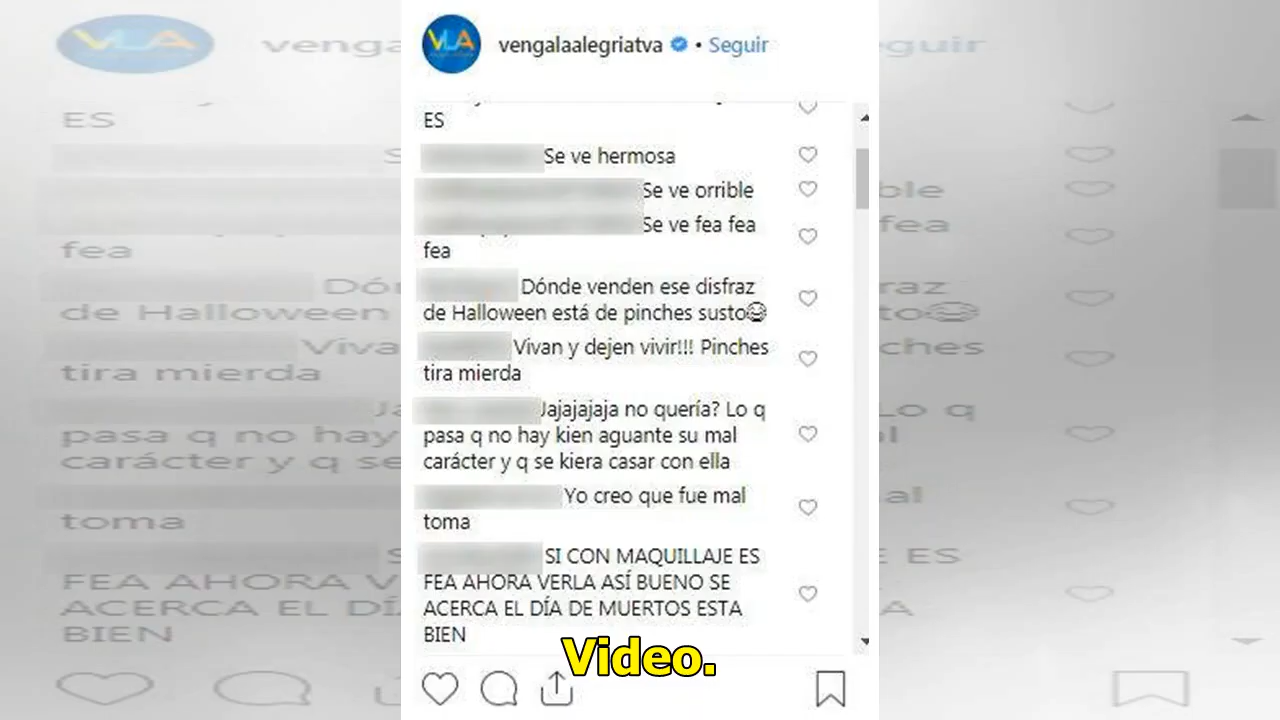 VLA
vengalaalegriatva • Seguir
ES
Se ve hermosa
Se ve orrible
Se ve fea fea
fea
Dónde venden ese disfraz
de Halloween está de pinches susto😂
Vivan y dejen vivir!!! Pinches
tira mierda
Jajajajaja no quería? Lo q
pasa q no hay kien aguante su mal
carácter y q se kiera casar con ella
Yo creo que fue mal
toma
SI CON MAQUILLAJE ES
FEA AHORA VERLA ASÍ BUENO SE
ACERCA EL DÍA DE MUERTOS ESTA
BIEN
Video.